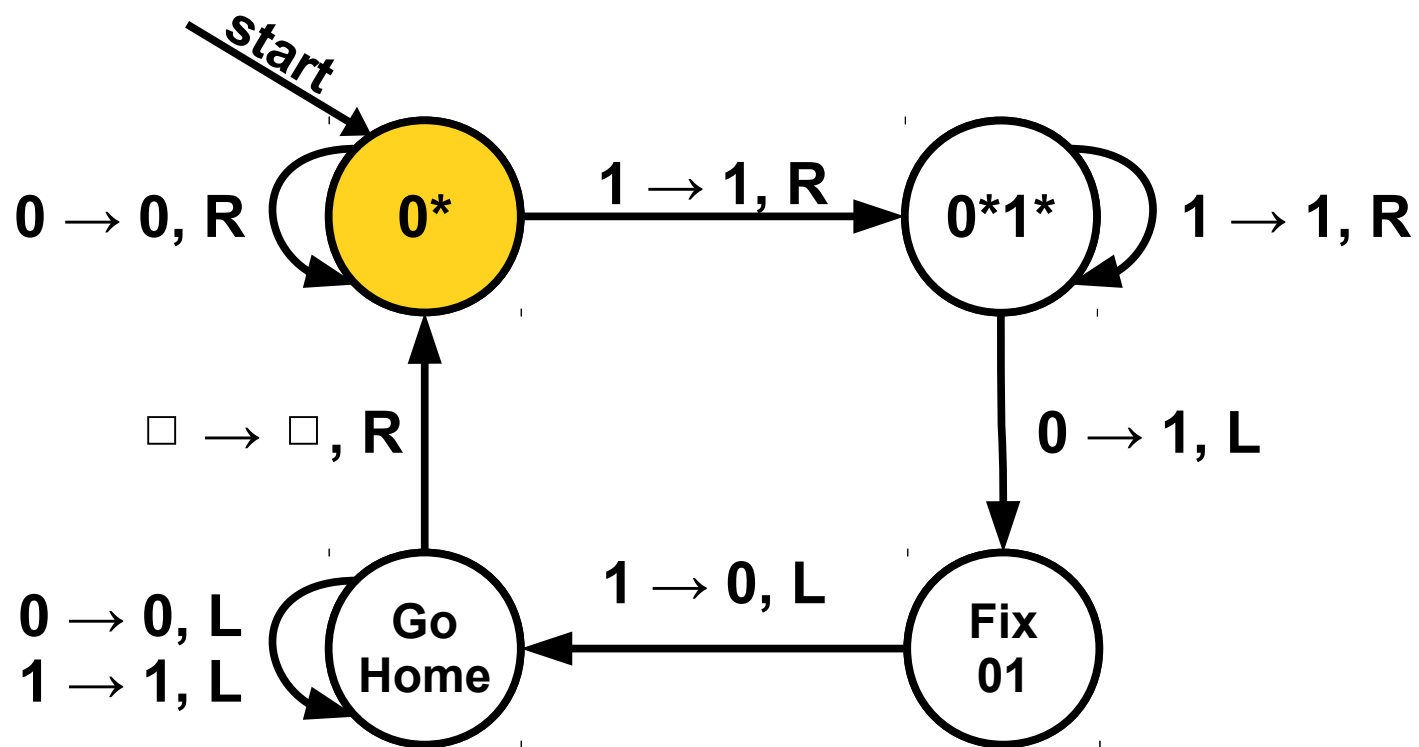 start
0*
1 → 1, R
0*1*
0 → 0, R
1 → 1, R
□ → □, R
0 → 1, L
1 → 0, L
0 → 0, L
1 → 1, L
Go
Home
Fix
01